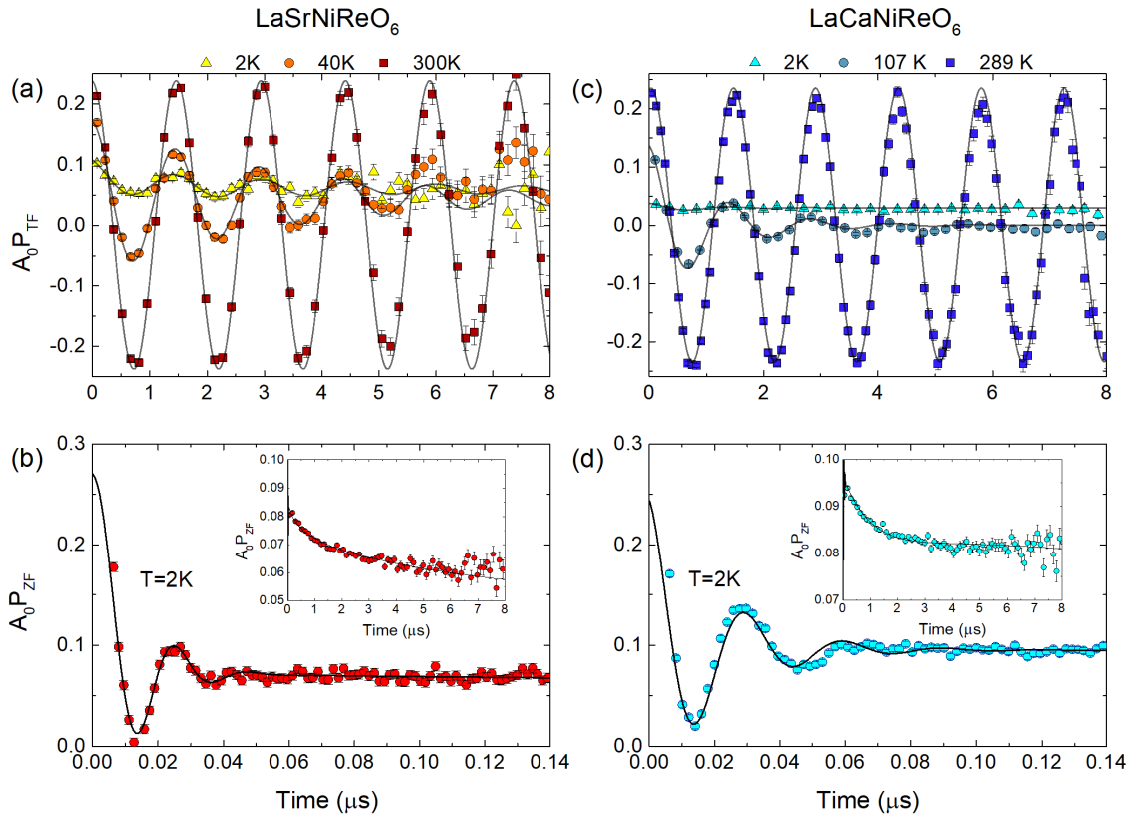 LaSrNiReO6
LaCaNiReO6
2K 40K 300K
2K 107 K 289 K
(a)
(c)
A0PTF
0.2
0.1
0.0
-0.1
-0.2
0 1 2 3 4 5 6 7 8
0.2
0.1
0.0
-0.1
-0.2
0 2 4 6 8
(b)
(d)
A0PZF
0.3
0.2
0.1
0.0
0.00 0.02 0.04 0.06 0.08 0.10 0.12 0.14
Time (μs)
T=2K
A0PZF
0.10
0.09
0.08
0.07
0.06
0.05
0 1 2 3 4 5 6 7 8
Time (μs)
0.3
0.2
0.1
0.0
0.00 0.02 0.04 0.06 0.08 0.10 0.12 0.14
Time (μs)
T=2K
A0PZF
0.10
0.09
0.08
0.07
0 1 2 3 4 5 6 7 8
Time (μs)